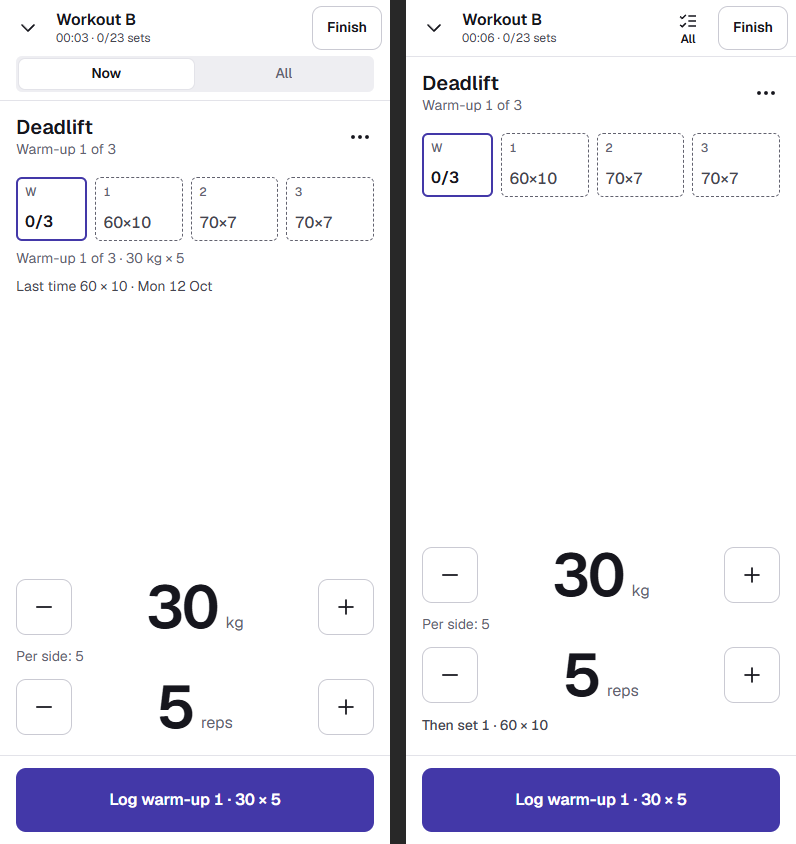 Workout B
00:03 · 0/23 sets
Finish
Now
All
Deadlift
Warm-up 1 of 3
W
0/3
1
60×10
2
70×7
3
70×7
Warm-up 1 of 3 · 30 kg × 5
Last time 60 × 10 · Mon 12 Oct
30 kg
Per side: 5
5 reps
Log warm-up 1 · 30 × 5
Workout B
00:06 · 0/23 sets
All
Finish
Deadlift
Warm-up 1 of 3
W
0/3
1
60×10
2
70×7
3
70×7
30 kg
Per side: 5
5 reps
Then set 1 · 60 × 10
Log warm-up 1 · 30 × 5